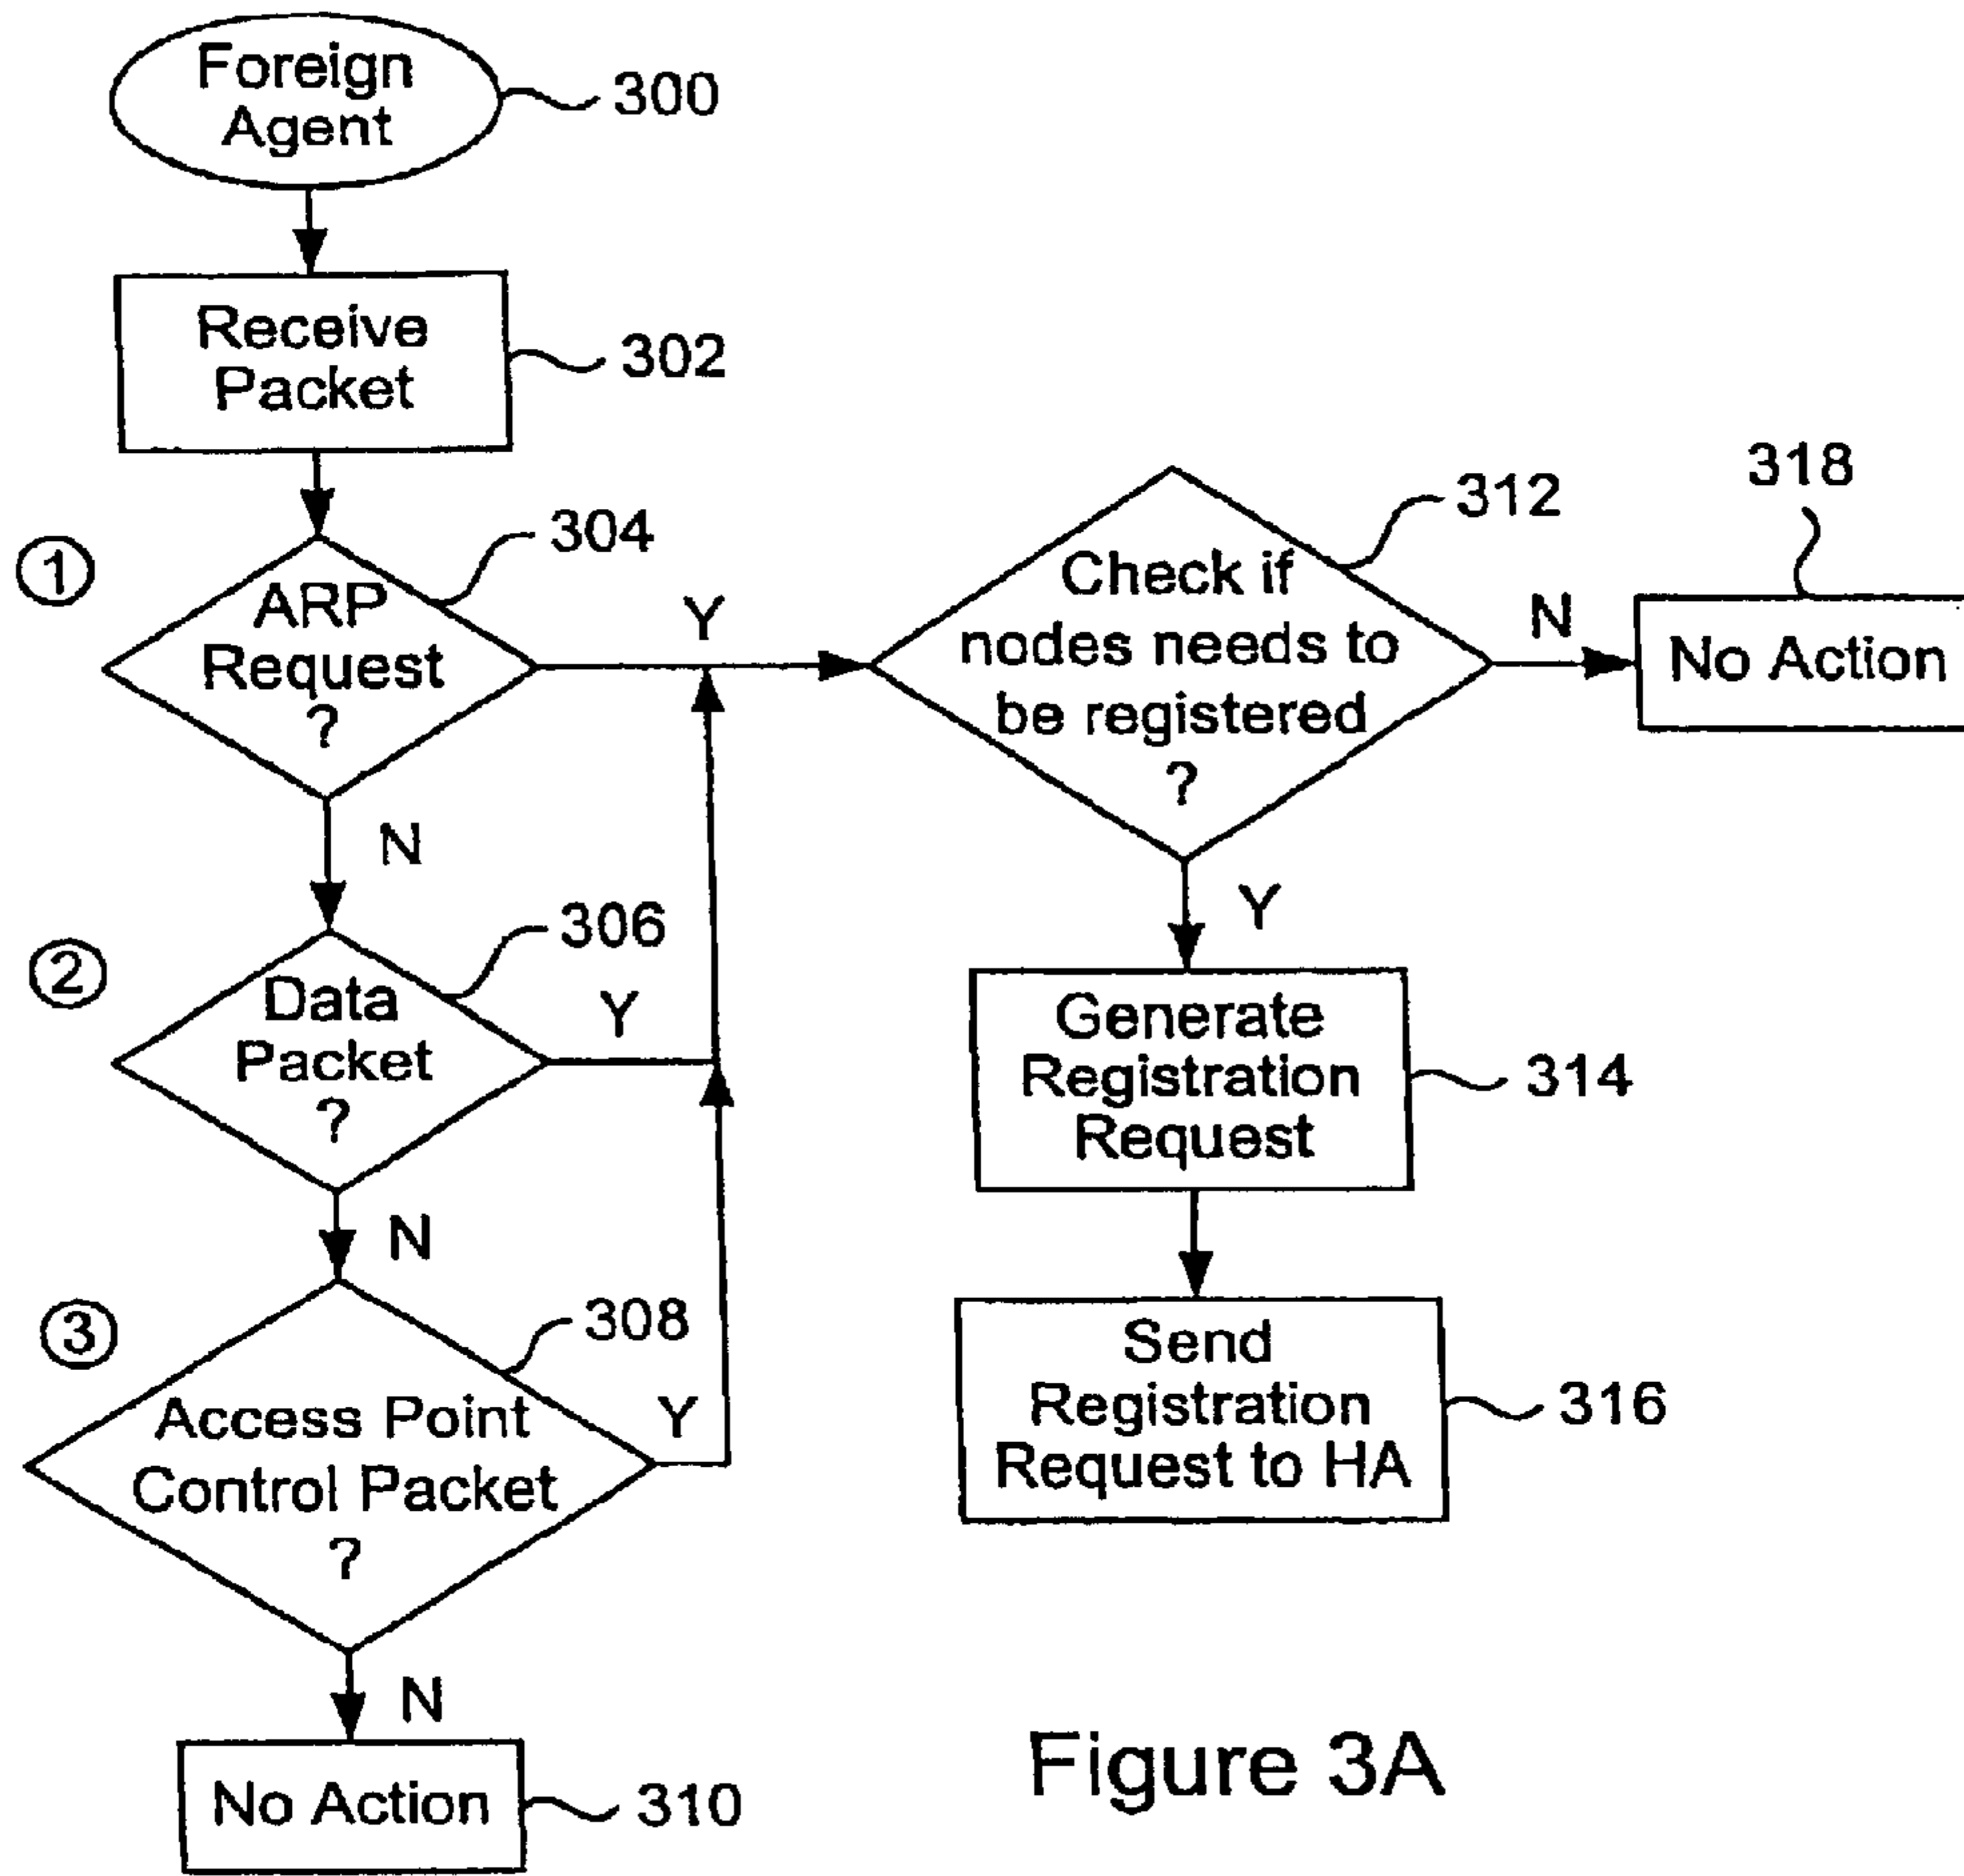 Foreign
Agent
300
Receive
Packet
302
1
304
ARP
Request
?
Y
N
2
306
Data
Packet
?
Y
N
3
308
Access Point
Control Packet
?
Y
N
No Action
310
312
Check if
nodes needs to
be registered
?
N
318
No Action
Y
Generate
Registration
Request
314
Send
Registration
Request to HA
316
Figure 3A